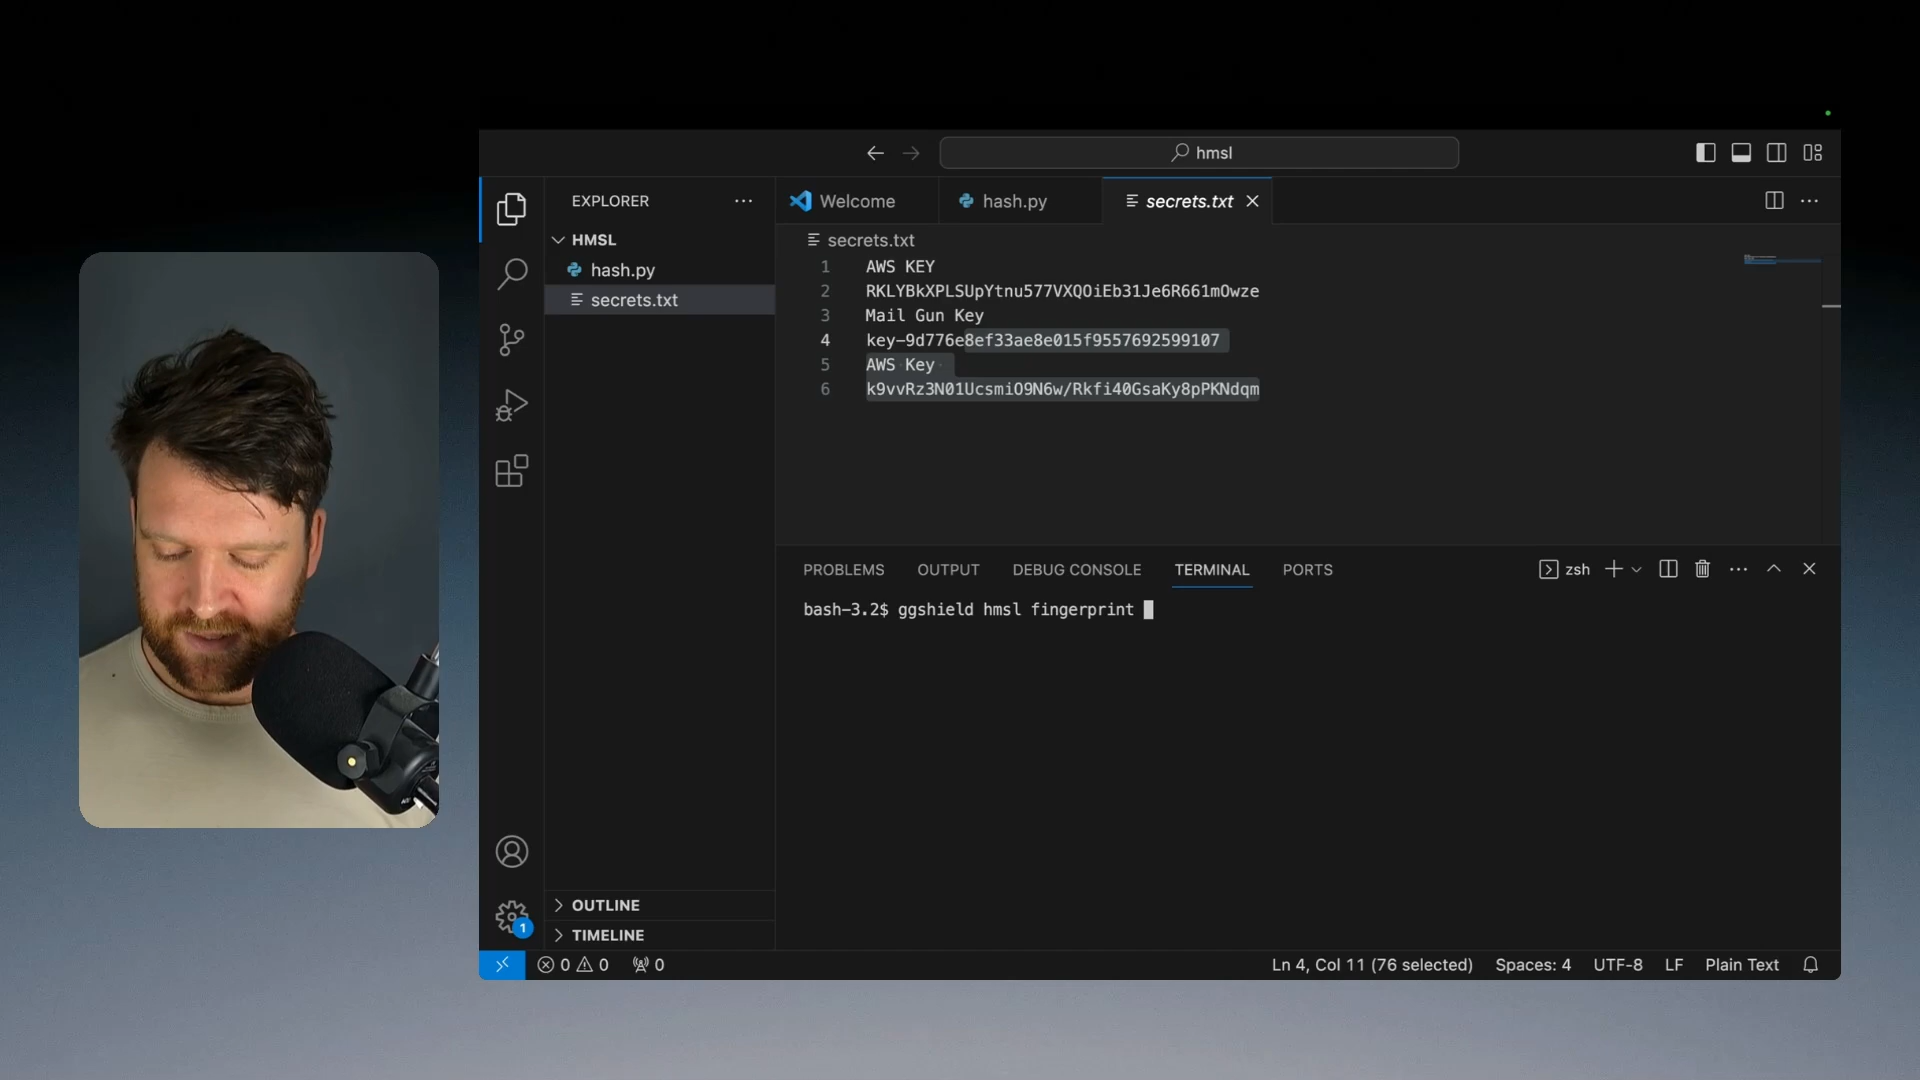 hmsl
EXPLORER
Welcome
hash.py
secrets.txt
HMSL
hash.py
secrets.txt
secrets.txt
1 AWS KEY
2 RKLYBkXPLSUpYtnu577VXQOiEb31Je6R661mOwze
3 Mail Gun Key
4 key-9d776e8ef33ae8e015f9557692599107
5 AWS Key
6 k9vvRz3N01UcsmiO9N6w/Rkfi40GsaKy8pPKNdqm
PROBLEMS OUTPUT DEBUG CONSOLE TERMINAL PORTS
zsh
bash-3.2$ ggshield hmsl fingerprint
OUTLINE
TIMELINE
1
0 0 0
Ln 4, Col 11 (76 selected) Spaces: 4 UTF-8 LF Plain Text